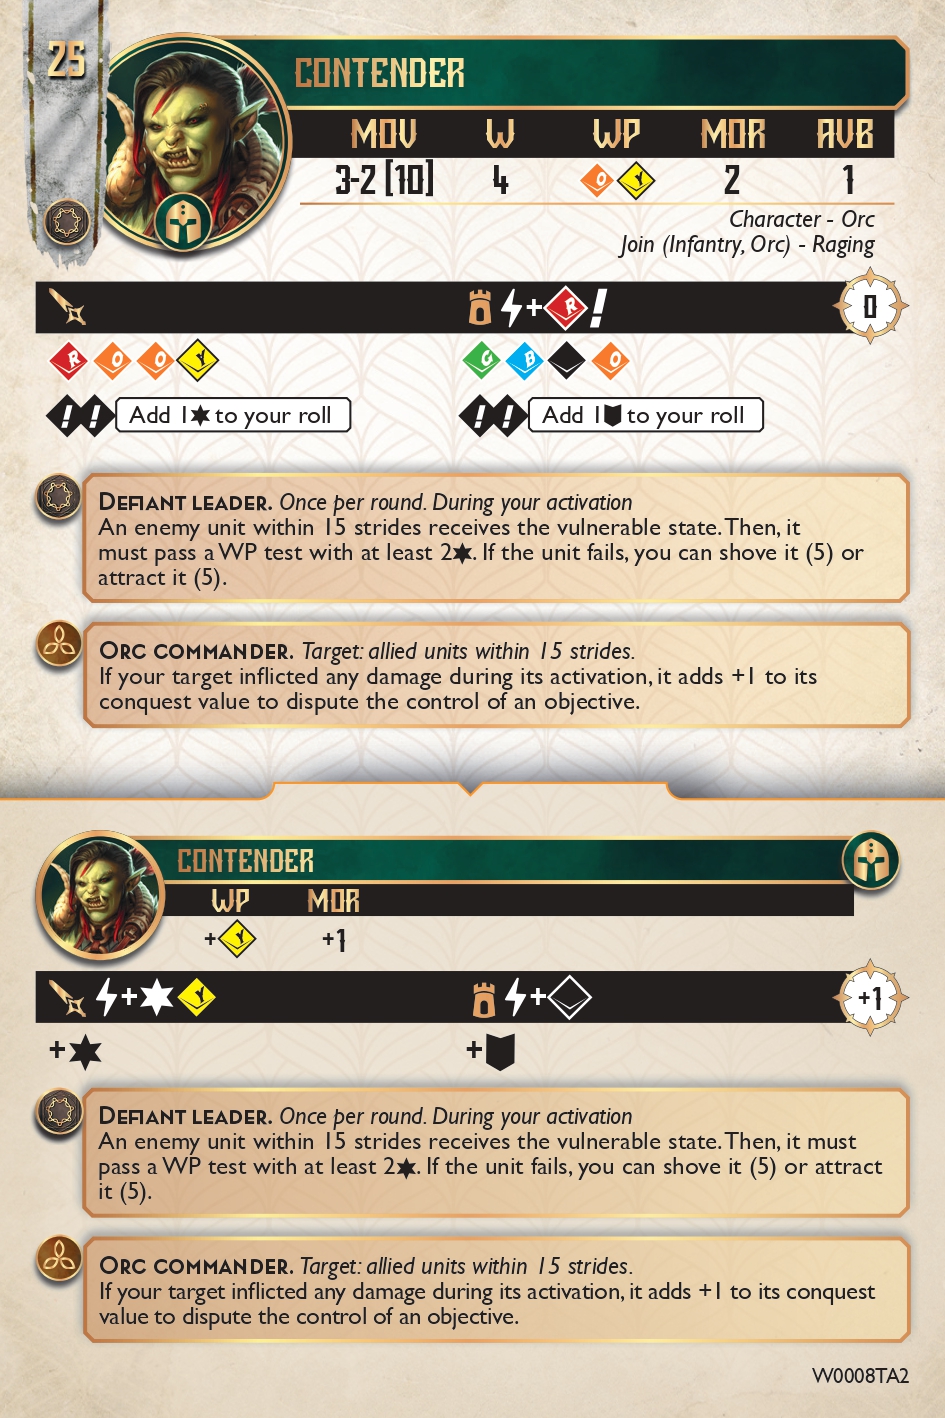 25
CONTENDER
MOV W WP MOR AVB
3-2 [10] 4 O Y 2 1
Character - Orc
Join (Infantry, Orc) - Raging
+ R ! 0
R O O Y G B O
! ! Add 1 to your roll ! ! Add 1 to your roll
DEFIANT LEADER. Once per round. During your activation
An enemy unit within 15 strides receives the vulnerable state. Then, it
must pass a WP test with at least 2. If the unit fails, you can shove it (5) or
attract it (5).
ORC COMMANDER. Target: allied units within 15 strides.
If your target inflicted any damage during its activation, it adds +1 to its
conquest value to dispute the control of an objective.
CONTENDER
WP MOR
+ Y +1
+ Y + +1
+ +
DEFIANT LEADER. Once per round. During your activation
An enemy unit within 15 strides receives the vulnerable state. Then, it must
pass a WP test with at least 2. If the unit fails, you can shove it (5) or attract
it (5).
ORC COMMANDER. Target: allied units within 15 strides.
If your target inflicted any damage during its activation, it adds +1 to its conquest
value to dispute the control of an objective.
W0008TA2